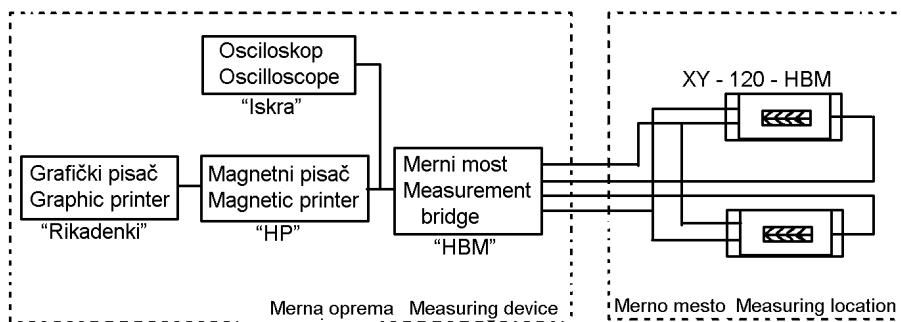 Osciloskop
Oscilloscope
“Iskra”
XY - 120 - HBM
Grafički pisač
Graphic printer
“Rikadenki”
Magnetni pisač
Magnetic printer
“HP”
Merni most
Measurement
bridge
“HBM”
Merna oprema Measuring device
Merno mesto Measuring location